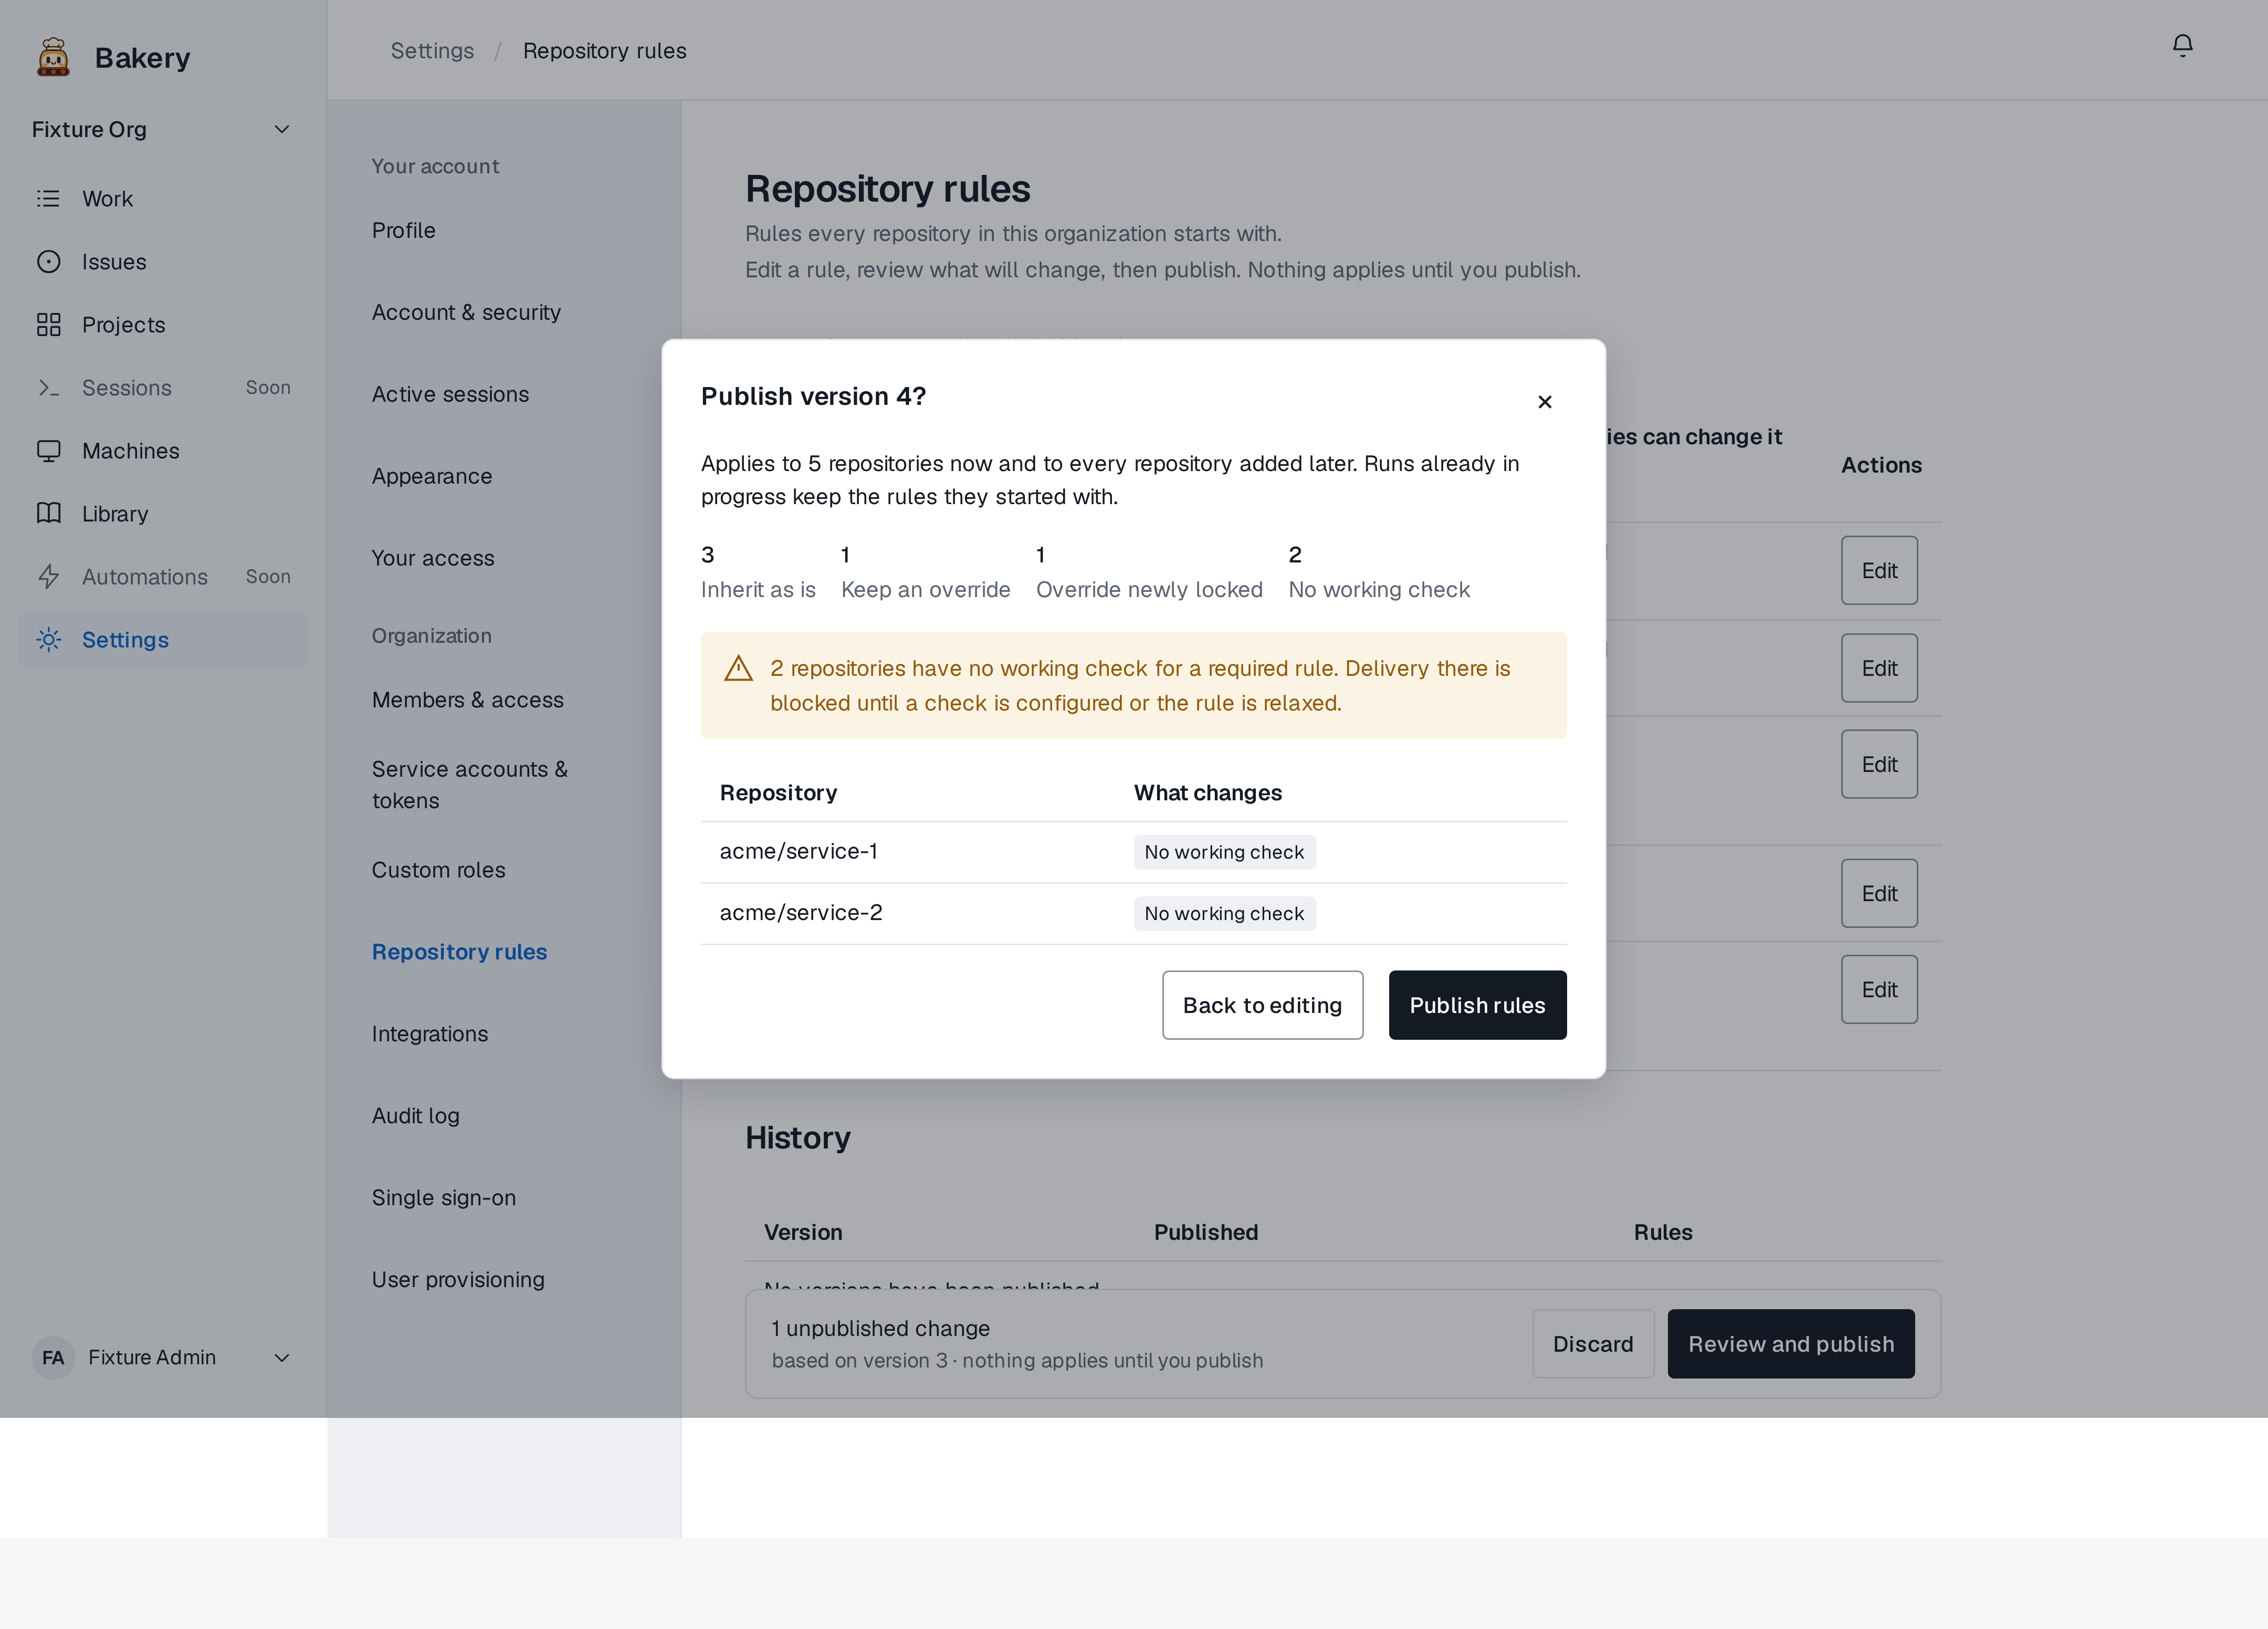 Bakery
Fixture Org
Work
Issues
Projects
Sessions Soon
Machines
Library
Automations Soon
Settings
FA Fixture Admin
Settings / Repository rules
Your account
Profile
Account & security
Active sessions
Appearance
Your access
Organization
Members & access
Service accounts &
tokens
Custom roles
Repository rules
Integrations
Audit log
Single sign-on
User provisioning
Repository rules
Rules every repository in this organization starts with.
Edit a rule, review what will change, then publish. Nothing applies until you publish.
can change it
Actions
Edit
Edit
Edit
Edit
Edit
Publish version 4?
Applies to 5 repositories now and to every repository added later. Runs already in
progress keep the rules they started with.
3 1 1 2
Inherit as is Keep an override Override newly locked No working check
2 repositories have no working check for a required rule. Delivery there is
blocked until a check is configured or the rule is relaxed.
Repository What changes
acme/service-1 No working check
acme/service-2 No working check
Back to editing Publish rules
History
Version Published Rules
No versions have been published
1 unpublished change
based on version 3 · nothing applies until you publish
Discard Review and publish